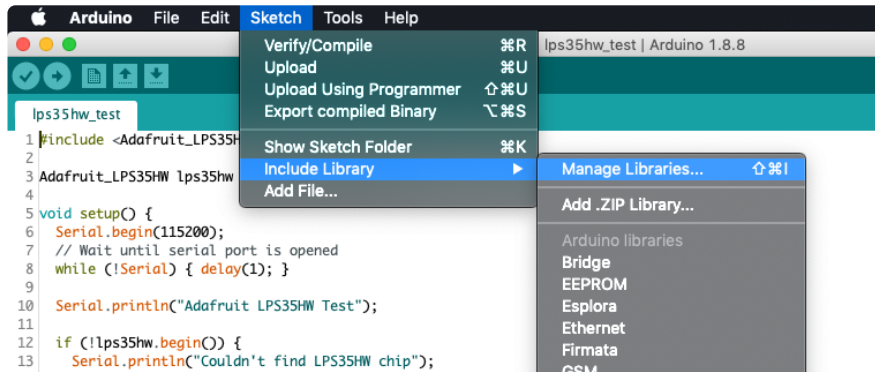 Arduino File Edit Sketch Tools Help
lps35hw_test | Arduino 1.8.8
Verify/Compile ⌘R
Upload ⌘U
Upload Using Programmer ⇧⌘U
Export compiled Binary ⌥⌘S
Show Sketch Folder ⌘K
Include Library ▶
Add File...
Manage Libraries... ⇧⌘I
Add .ZIP Library...
Arduino libraries
Bridge
EEPROM
Esplora
Ethernet
Firmata
GSM
lps35hw_test
1 #include <Adafruit_LPS35H
2
3 Adafruit_LPS35HW lps35hw
4
5 void setup() {
6 Serial.begin(115200);
7 // Wait until serial port is opened
8 while (!Serial) { delay(1); }
9
10 Serial.println("Adafruit LPS35HW Test");
11
12 if (!lps35hw.begin()) {
13 Serial.println("Couldn't find LPS35HW chip");